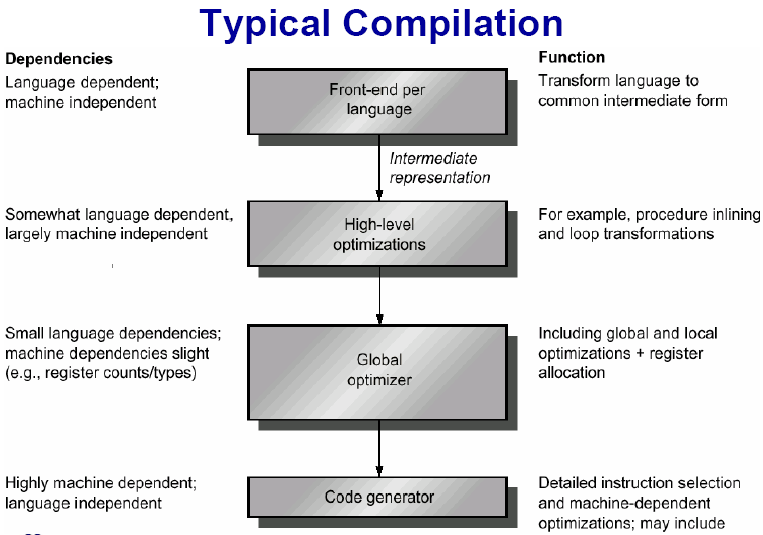 Typical Compilation
Dependencies
Language dependent;
machine independent
Front-end per
language
Function
Transform language to
common intermediate form
Intermediate
representation
Somewhat language dependent,
largely machine independent
High-level
optimizations
For example, procedure inlining
and loop transformations
Small language dependencies;
machine dependencies slight
(e.g., register counts/types)
Global
optimizer
Including global and local
optimizations + register
allocation
Highly machine dependent;
language independent
Code generator
Detailed instruction selection
and machine-dependent
optimizations; may include